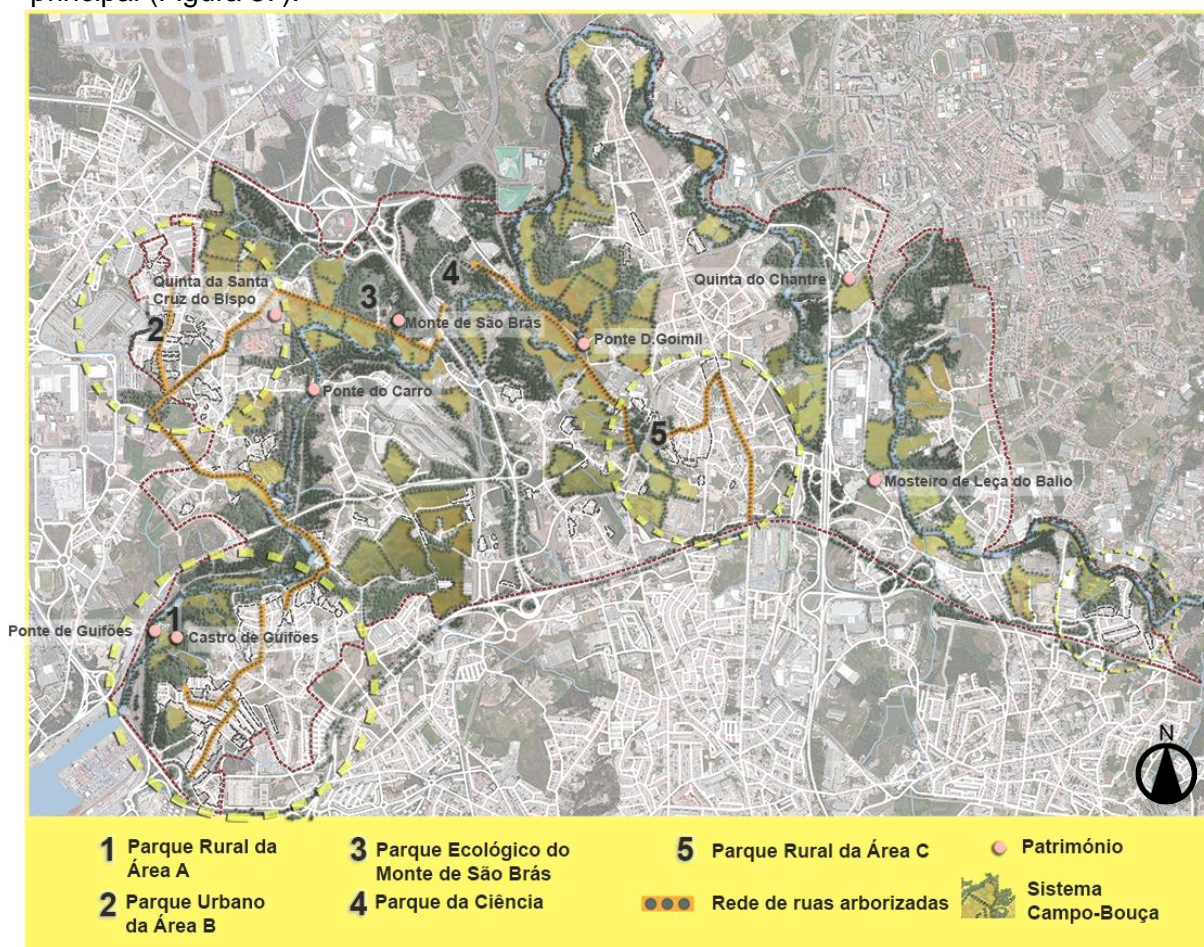 principal (Figura 37).
Quinta da Santa
Cruz do Bispo
Quinta do Chantre
4
3
2
Monte de São Brás
Ponte D.Goimil
Ponte do Carro
5
Mosteiro de Leça do Balio
Ponte de Guifões
1
Castro de Guifões
N
1 Parque Rural da
Área A
2 Parque Urbano
da Área B
3 Parque Ecológico do
Monte de São Brás
4 Parque da Ciência
5 Parque Rural da Área C
Rede de ruas arborizadas
Património
Sistema
Campo-Bouça